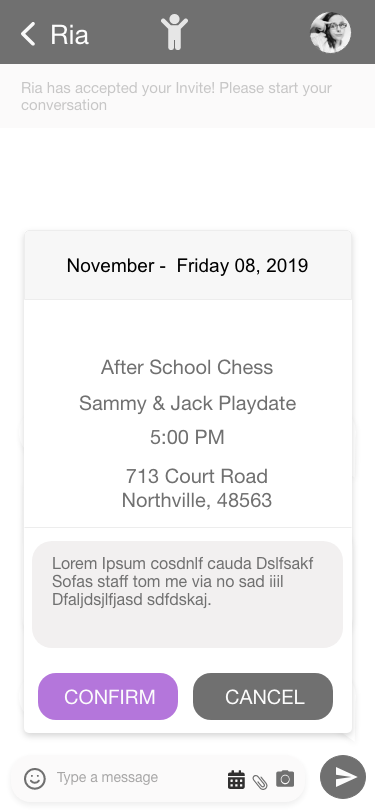 Ria
Ria has accepted your Invite! Please start your
conversation
November -  Friday 08, 2019
After School Chess
Sammy & Jack Playdate
5:00 PM
713 Court Road
Northville, 48563
Lorem Ipsum cosdnlf cauda Dslfsakf
Sofas staff tom me via no sad iiil
Dfaljdsjlfjasd sdfdskaj.
CONFIRM
CANCEL
Type a message